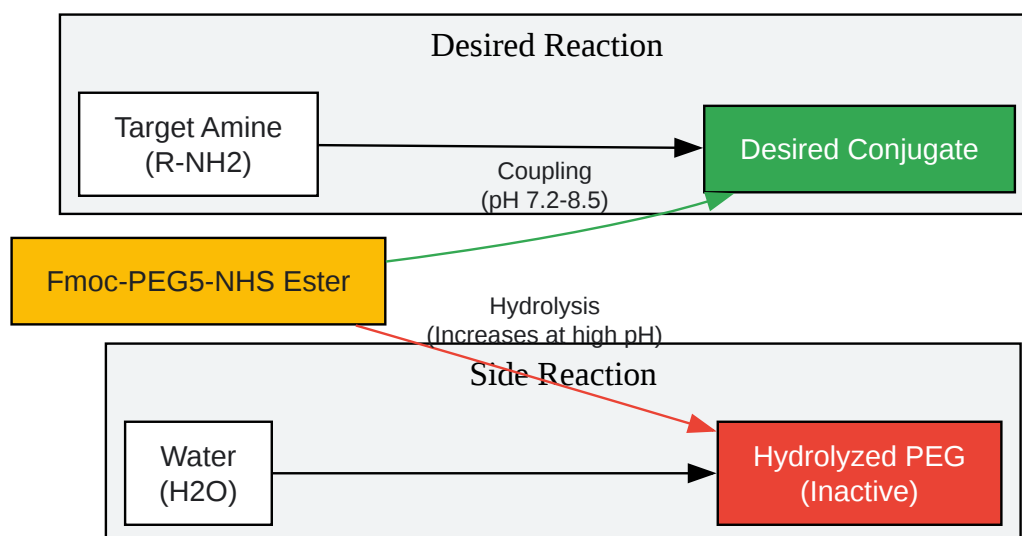 Desired Reaction
Target Amine
(R-NH2)
Desired Conjugate
Coupling
(pH 7.2-8.5)
Fmoc-PEG5-NHS Ester
Hydrolysis
(Increases at high pH)
Side Reaction
Water
(H2O)
Hydrolyzed PEG
(Inactive)